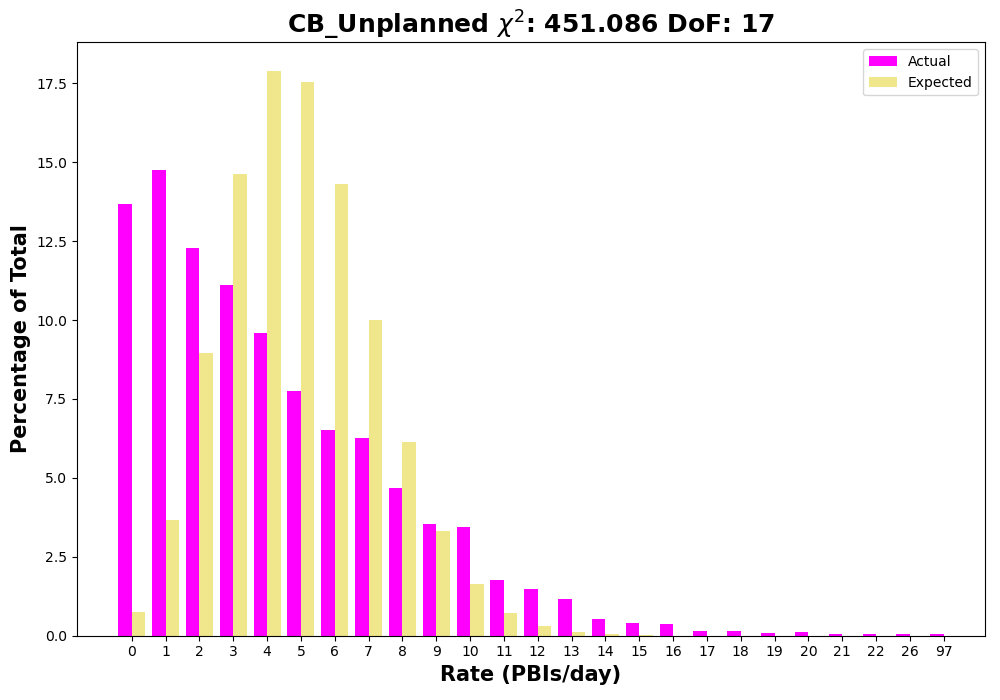 CB_Unplanned χ²: 451.086 DoF: 17
Actual
Expected
Percentage of Total
17.5
15.0
12.5
10.0
7.5
5.0
2.5
0.0
0 1 2 3 4 5 6 7 8 9 10 11 12 13 14 15 16 17 18 19 20 21 22 26 97
Rate (PBIs/day)